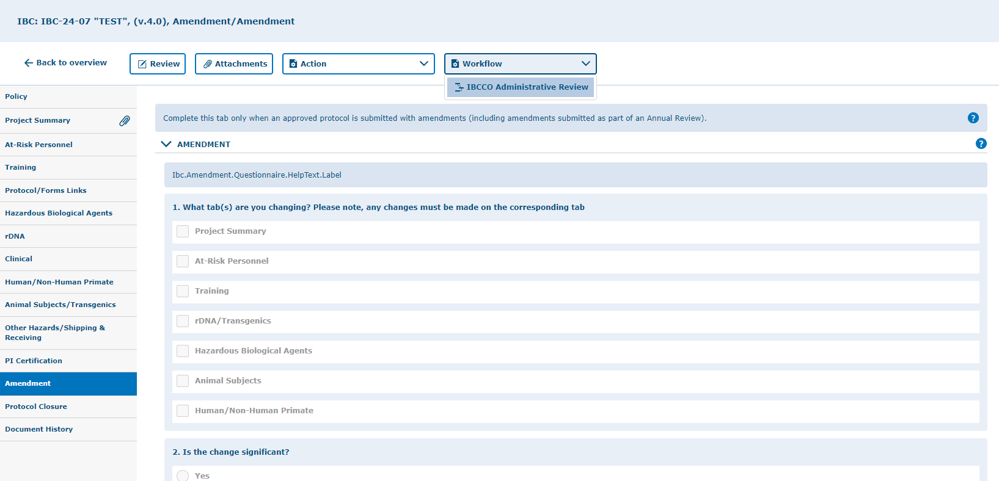 IBC: IBC-24-07 "TEST", (v.4.0), Amendment/Amendment
Back to overview
Review
Attachments
Action
Workflow
IBCCO Administrative Review
Policy
Project Summary
At-Risk Personnel
Training
Protocol/Forms Links
Hazardous Biological Agents
rDNA
Clinical
Human/Non-Human Primate
Animal Subjects/Transgenics
Other Hazards/Shipping &
Receiving
PI Certification
Amendment
Protocol Closure
Document History
Complete this tab only when an approved protocol is submitted with amendments (including amendments submitted as part of an Annual Review).
?
AMENDMENT
?
Ibc.Amendment.Questionnaire.HelpText.Label
1. What tab(s) are you changing? Please note, any changes must be made on the corresponding tab
Project Summary
At-Risk Personnel
Training
rDNA/Transgenics
Hazardous Biological Agents
Animal Subjects
Human/Non-Human Primate
2. Is the change significant?
Yes